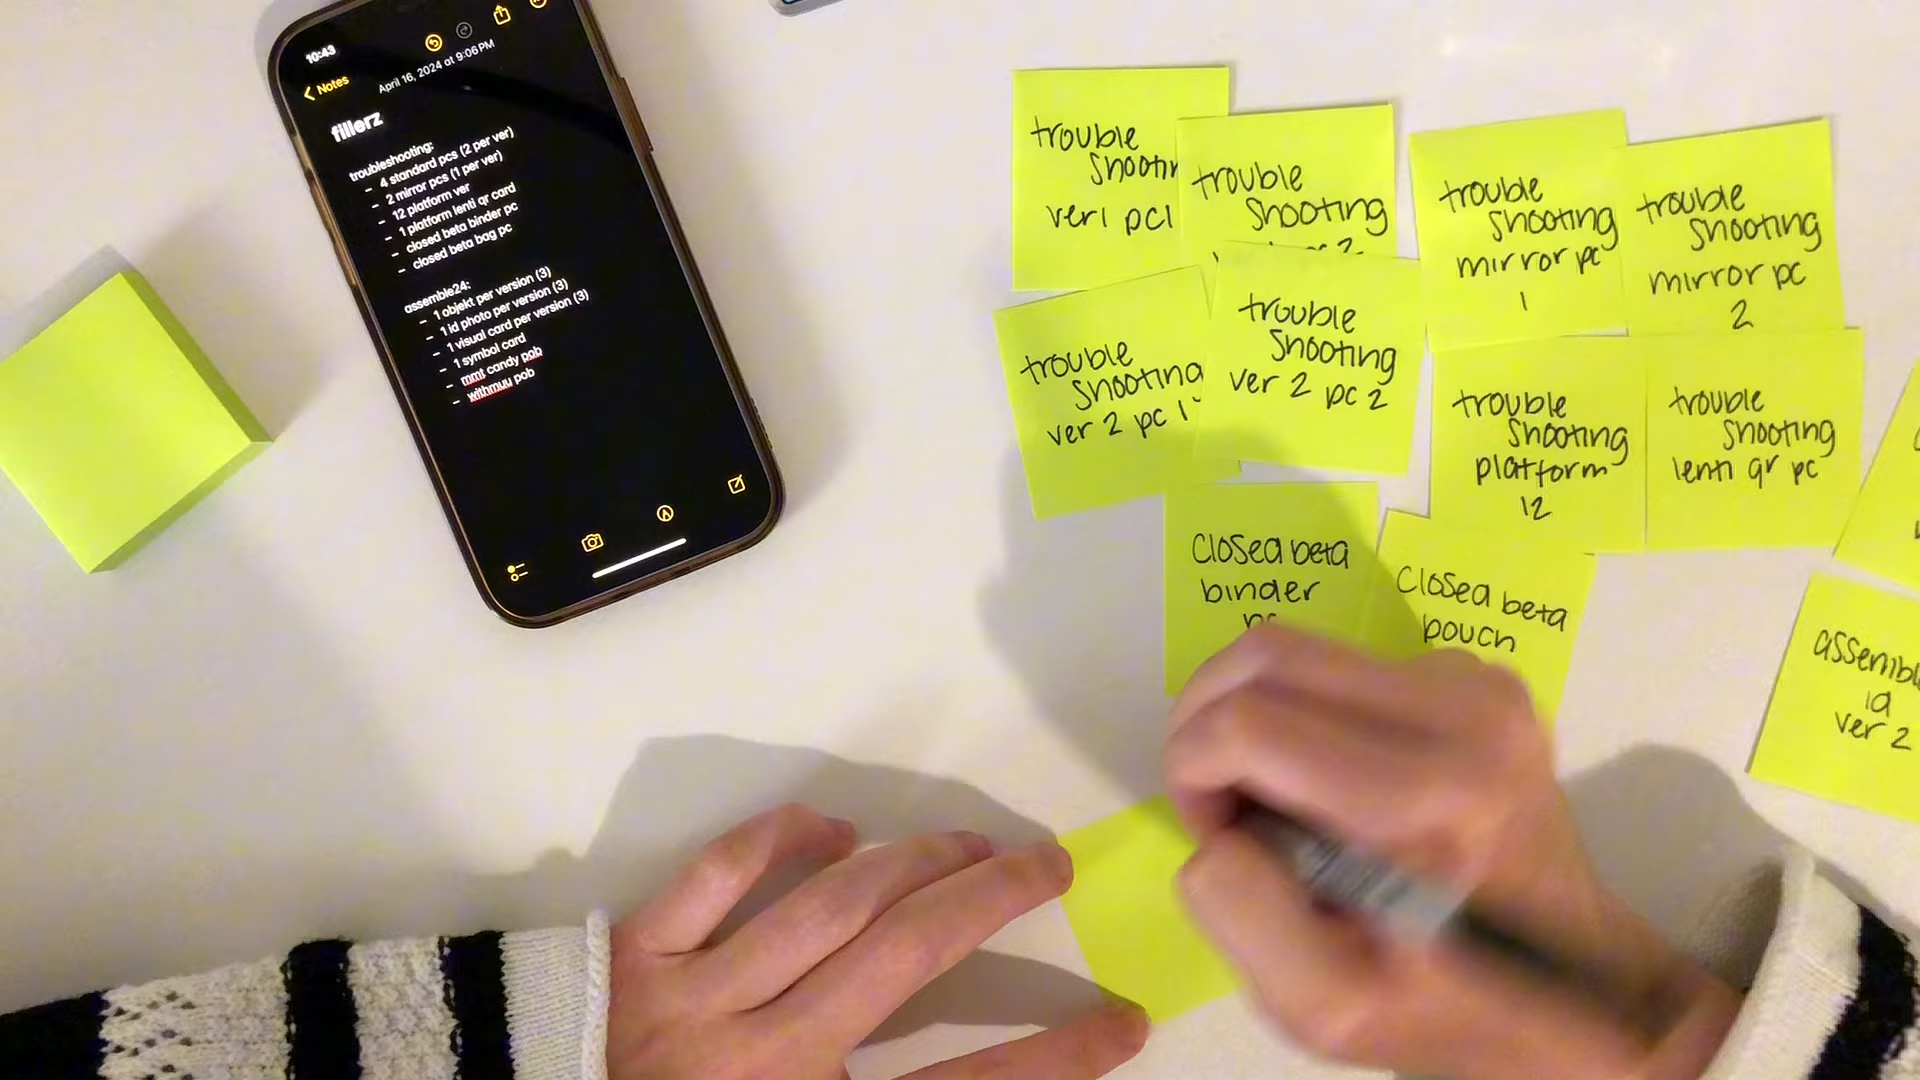 10:43
Notes
April 16, 2024 at 9:06 PM
fillerz
troubleshooting:
- 4 standard pcs (2 per ver)
- 2 mirror pcs (1 per ver)
- 12 platform ver
- 1 platform lenti qr card
- closed beta binder pc
- closed beta bag pc
assemble24:
- 1 objekt per version (3)
- 1 id photo per version (3)
- 1 visual card per version (3)
- 1 symbol card
- mmt candy pob
- withmuu pob
trouble
shootin
ver1 pc1
trouble
shooting
2
trouble
shooting
mirror pc
1
trouble
shooting
mirror pc
2
trouble
shooting
ver 2 pc 1
trouble
shooting
ver 2 pc 2
trouble
shooting
platform
12
trouble
shooting
lenti qr pc
closed beta
binder
pc
closed beta
pouch
assembl
id
ver 2